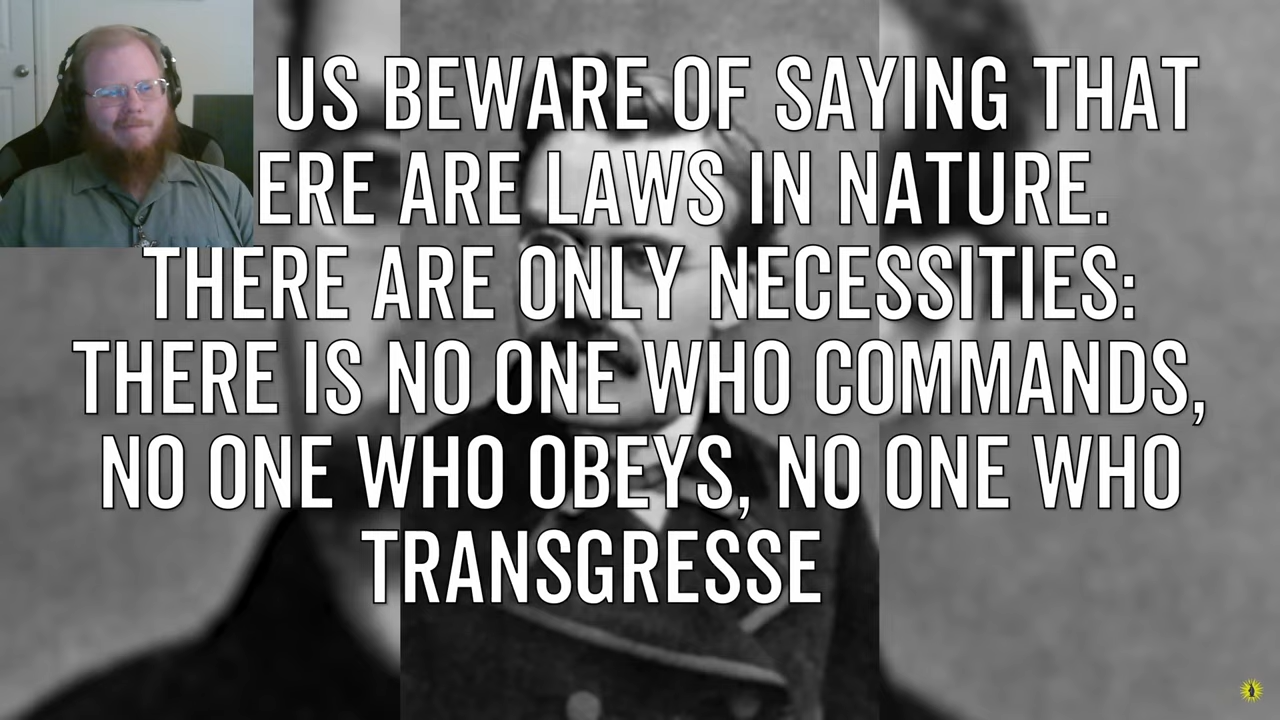 US BEWARE OF SAYING THAT
ERE ARE LAWS IN NATURE.
THERE ARE ONLY NECESSITIES:
THERE IS NO ONE WHO COMMANDS,
NO ONE WHO OBEYS, NO ONE WHO
TRANSGRESSE